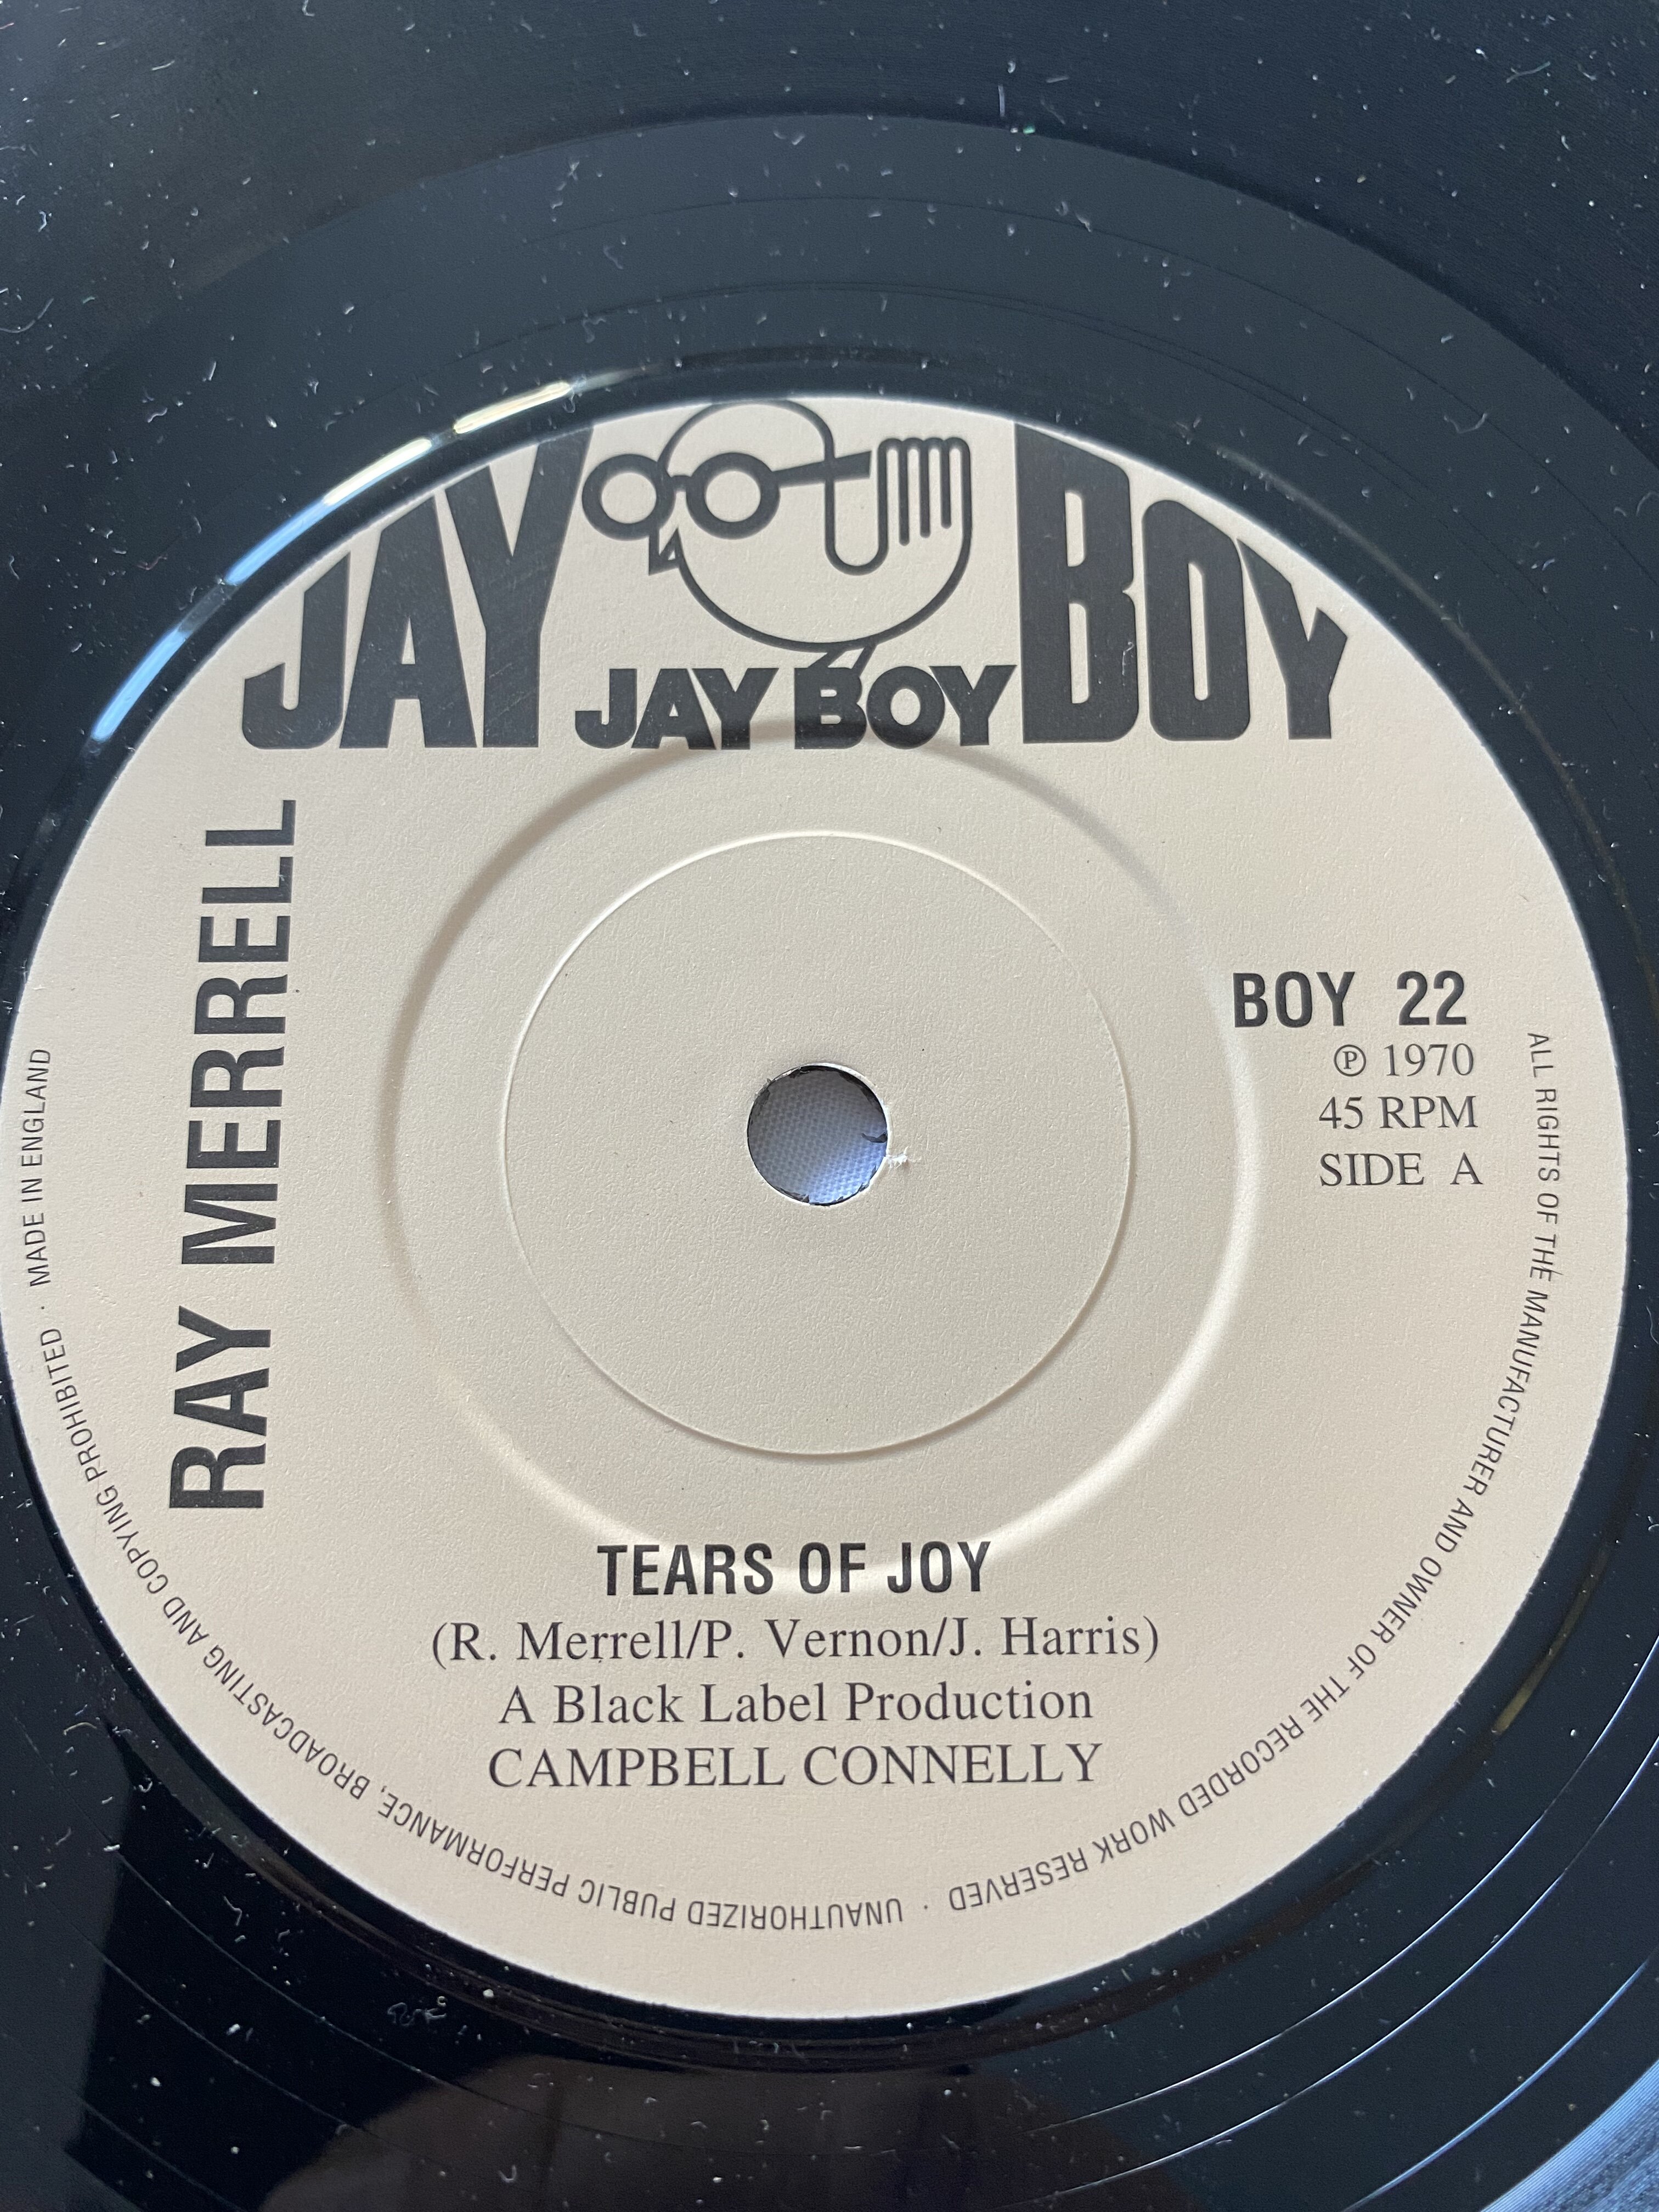 JAY BOY
JAY BOY
RAY MERRELL
BOY 22
℗ 1970
45 RPM
SIDE A
TEARS OF JOY
(R. Merrell/P. Vernon/J. Harris)
A Black Label Production
CAMPBELL CONNELLY
ALL RIGHTS OF THE MANUFACTURER AND OWNER OF THE RECORDED WORK RESERVED · UNAUTHORIZED PUBLIC PERFORMANCE, BROADCASTING AND COPYING PROHIBITED · MADE IN ENGLAND